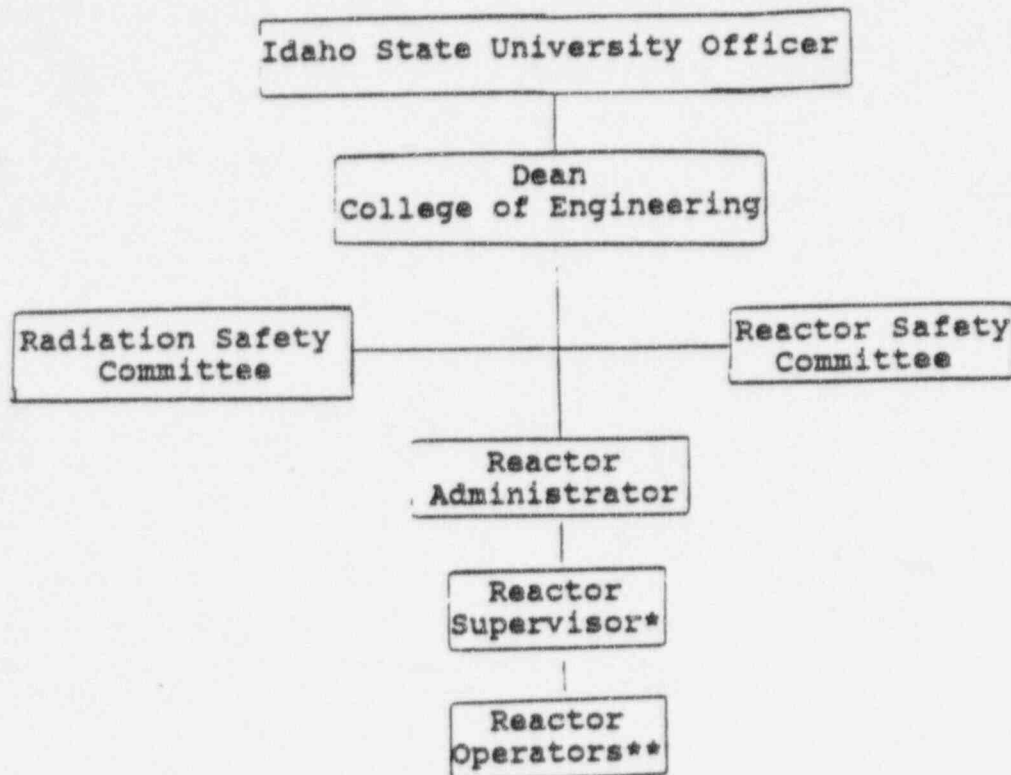 Idaho State University Officer
Dean
College of Engineering
Radiation Safety
Committee
Reactor Safety
Committee
Reactor
Administrator
Reactor
Supervisor*
Reactor
Operators**